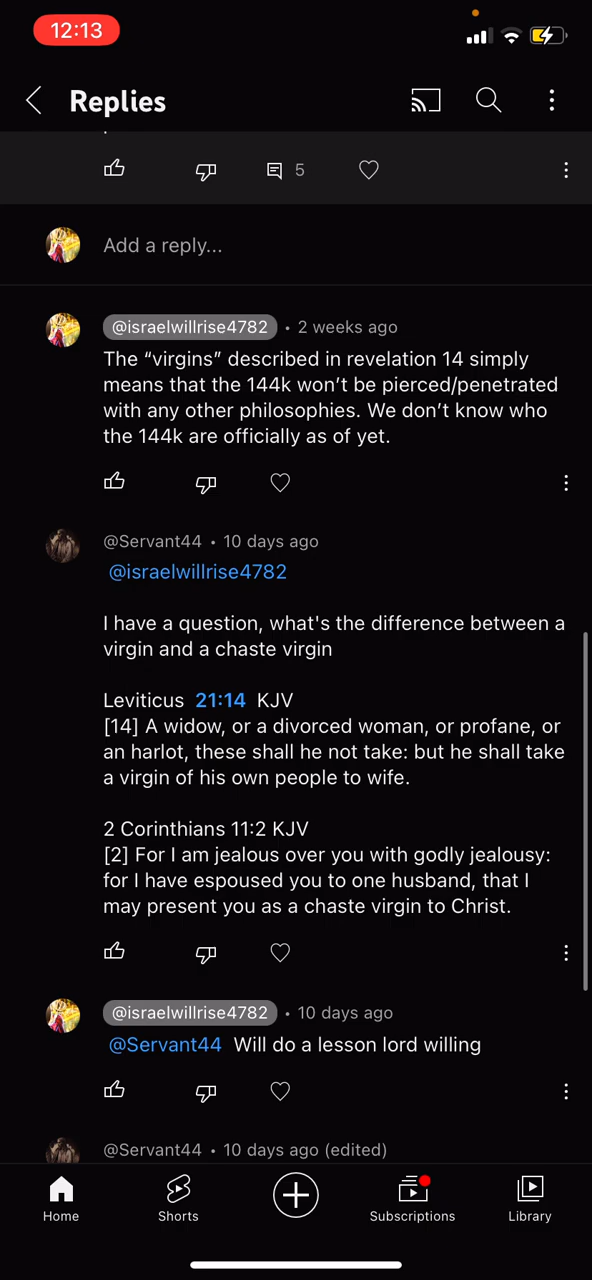 12:13
Replies
5
Add a reply...
@israelwillrise4782 • 2 weeks ago
The “virgins” described in revelation 14 simply
means that the 144k won’t be pierced/penetrated
with any other philosophies. We don’t know who
the 144k are officially as of yet.
@Servant44 • 10 days ago
@israelwillrise4782
I have a question, what's the difference between a
virgin and a chaste virgin
Leviticus 21:14 KJV
[14] A widow, or a divorced woman, or profane, or
an harlot, these shall he not take: but he shall take
a virgin of his own people to wife.
2 Corinthians 11:2 KJV
[2] For I am jealous over you with godly jealousy:
for I have espoused you to one husband, that I
may present you as a chaste virgin to Christ.
@israelwillrise4782 • 10 days ago
@Servant44 Will do a lesson lord willing
@Servant44 • 10 days ago (edited)
Home Shorts Subscriptions Library